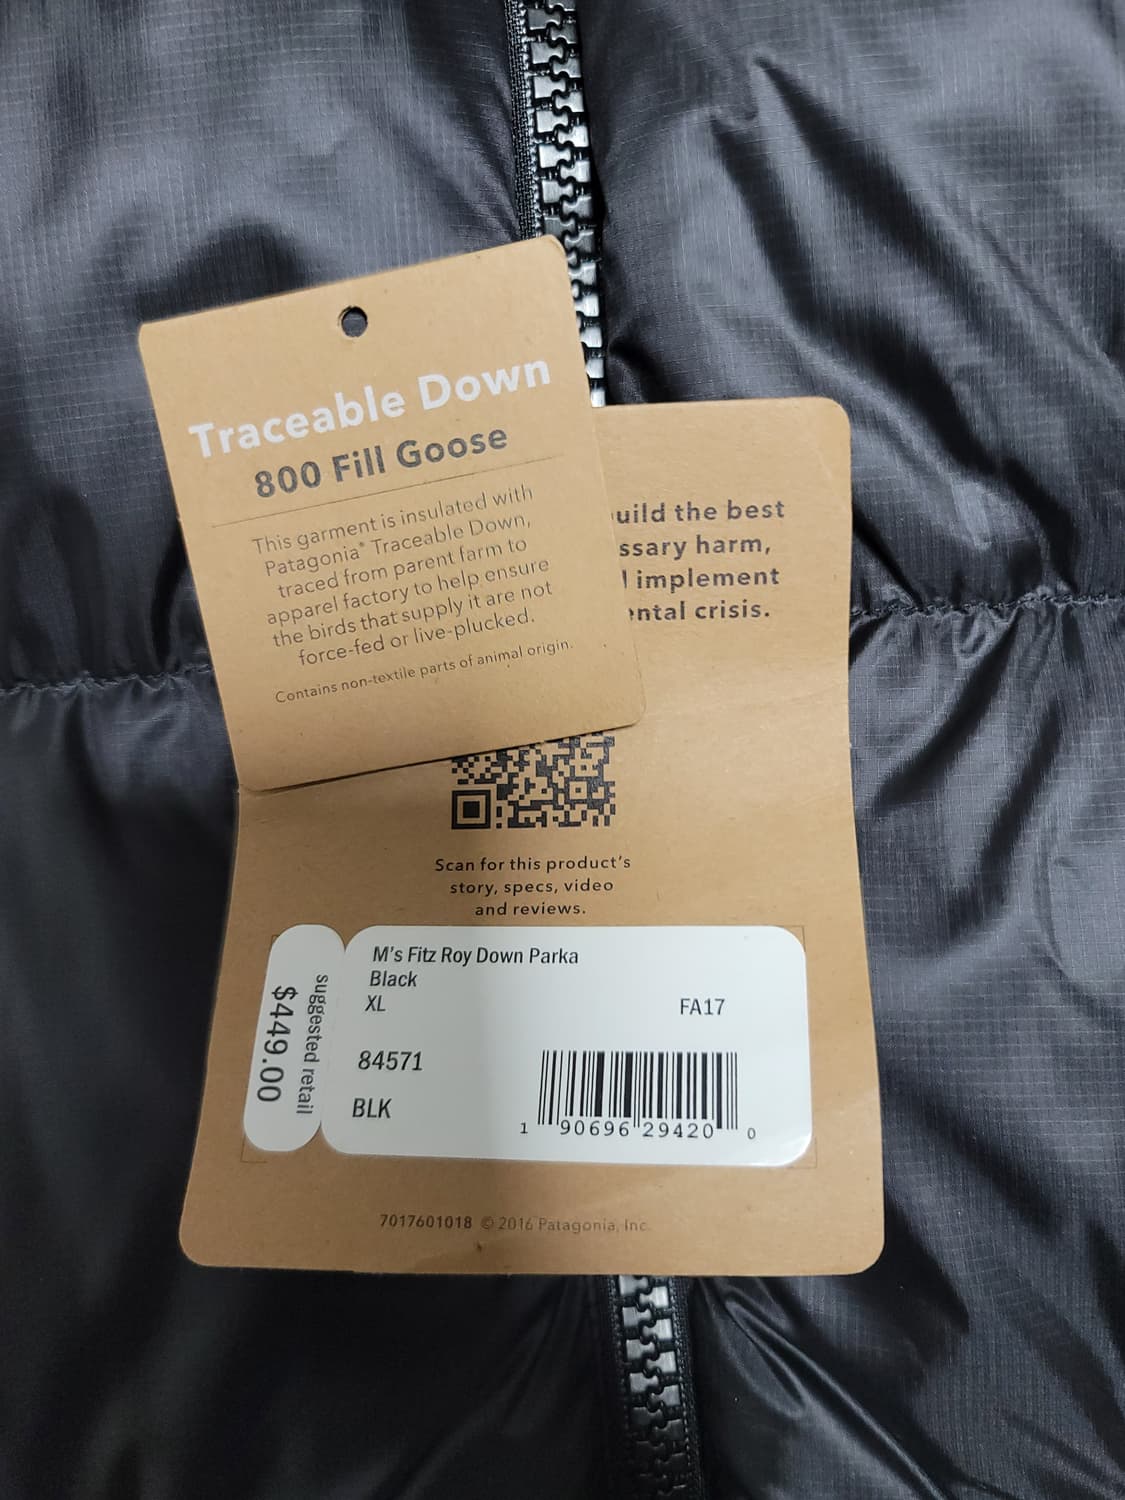 Traceable Down
800 Fill Goose
This garment is insulated with
Patagonia® Traceable Down,
traced from parent farm to
apparel factory to help ensure
the birds that supply it are not
force-fed or live-plucked.
Contains non-textile parts of animal origin.
the best
harm,
implement
crisis.
Scan for this product's
story, specs, video
and reviews.
M's Fitz Roy Down Parka
Black
XL
FA17
84571
BLK
1 90696 29420 0
suggested retail
$449.00
7017601018 © 2016 Patagonia, Inc.